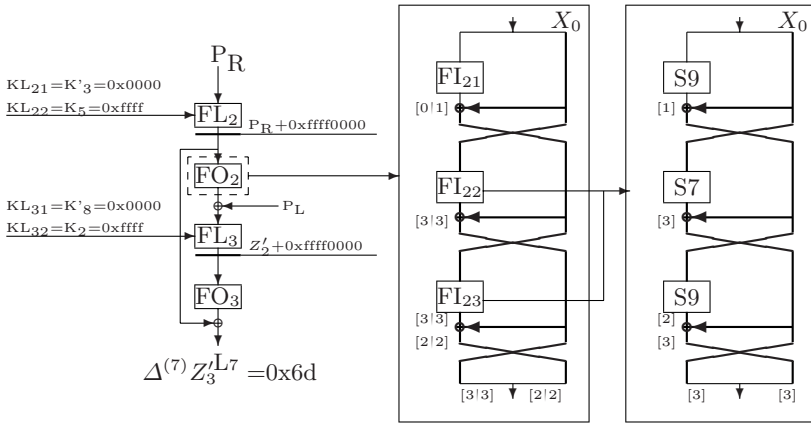 P_R
KL_21=K'_3=0x0000
KL_22=K_5=0xffff
FL_2
P_R+0xffff0000
FO_2
P_L
KL_31=K'_8=0x0000
KL_32=K_2=0xffff
FL_3
Z'_2+0xffff0000
FO_3
Δ^(7) Z'_3^L7 =0x6d
X_0
FI_21
[0|1]
FI_22
[3|3]
FI_23
[3|3]
[2|2]
[3|3] [2|2]
X_0
S9
[1]
S7
[3]
S9
[2]
[3]
[3] [3]